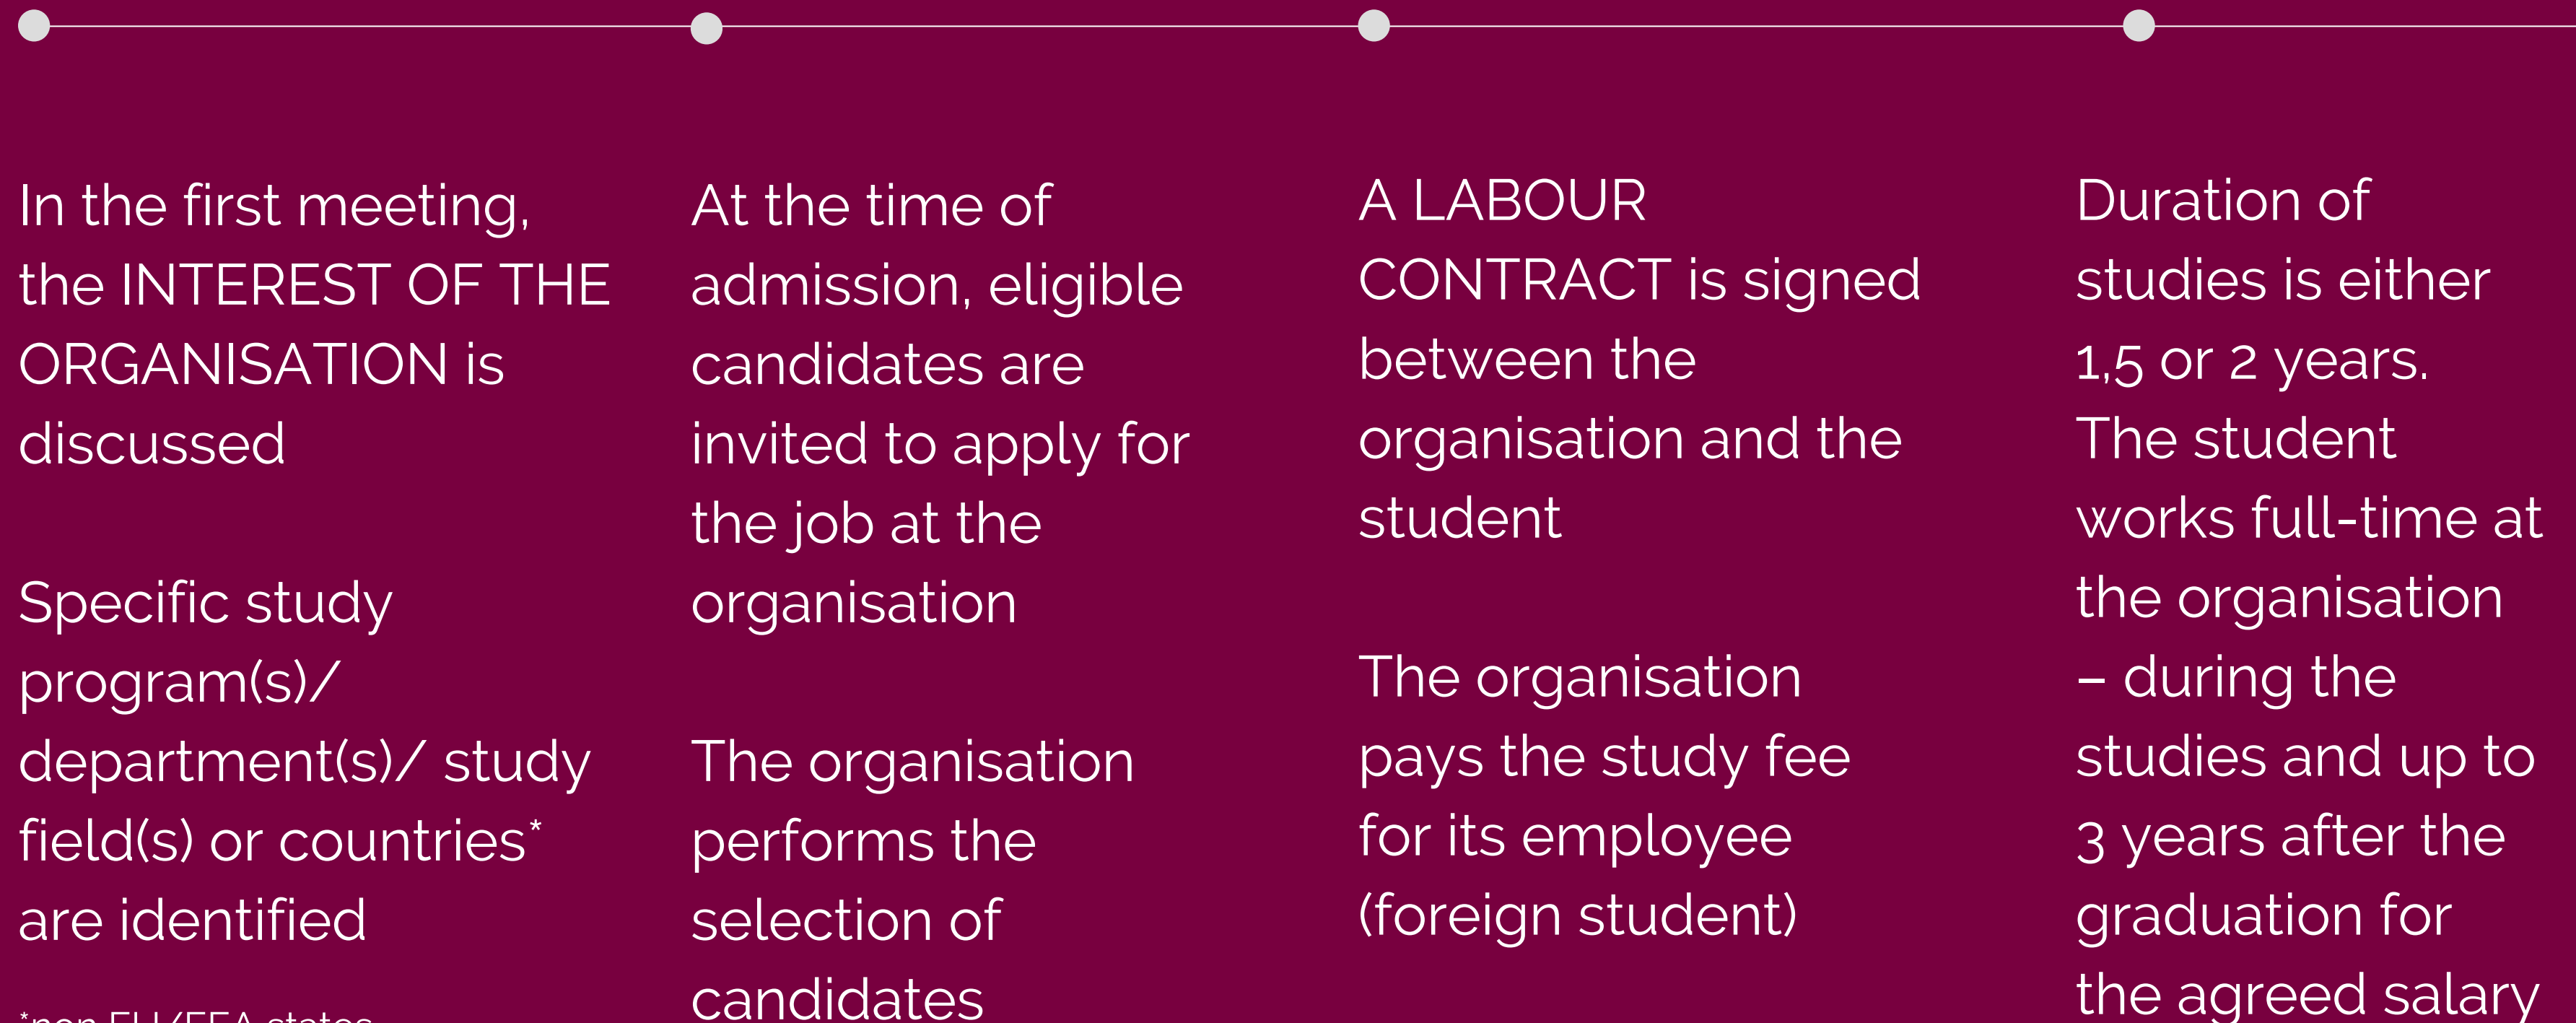 In the first meeting,
the INTEREST OF THE
ORGANISATION is
discussed
Specific study
program(s)/
department(s)/ study
field(s) or countries*
are identified
*non EU/EEA states
At the time of
admission, eligible
candidates are
invited to apply for
the job at the
organisation
The organisation
performs the
selection of
candidates
A LABOUR
CONTRACT is signed
between the
organisation and the
student
The organisation
pays the study fee
for its employee
(foreign student)
Duration of
studies is either
1,5 or 2 years.
The student
works full-time at
the organisation
– during the
studies and up to
3 years after the
graduation for
the agreed salary